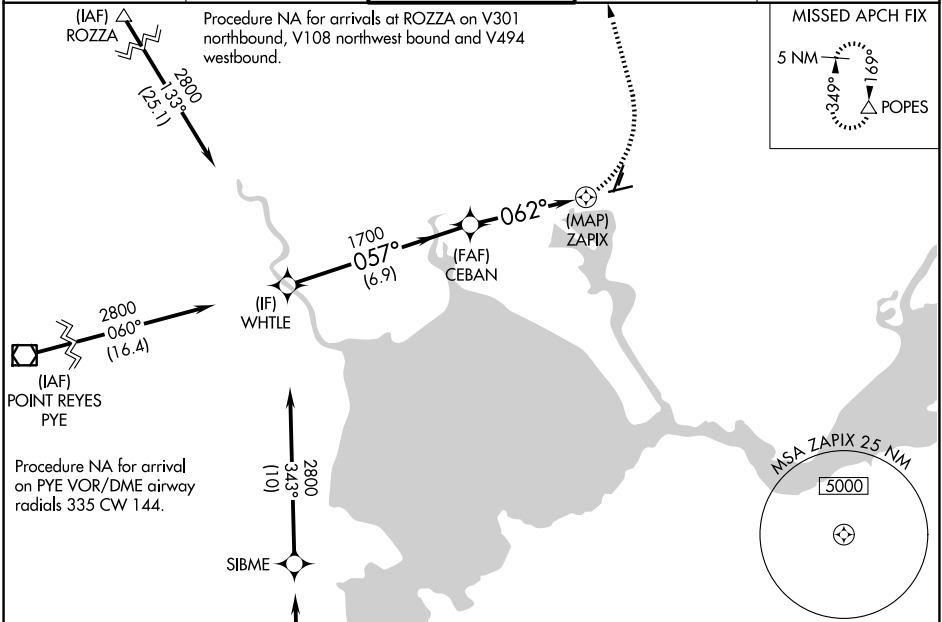 (IAF)
ROZZA
Procedure NA for arrivals at ROZZA on V301
northbound, V108 northwest bound and V494
westbound.
MISSED APCH FIX
5 NM
349°
169°
POPES
2800
133°
(25.1)
062°
(MAP)
ZAPIX
1700
057°
(6.9)
(FAF)
CEBAN
(IF)
WHTLE
2800
060°
(16.4)
(IAF)
POINT REYES
PYE
Procedure NA for arrival
on PYE VOR/DME airway
radials 335 CW 144.
2800
343°
(10)
SIBME
MSA ZAPIX 25 NM
5000